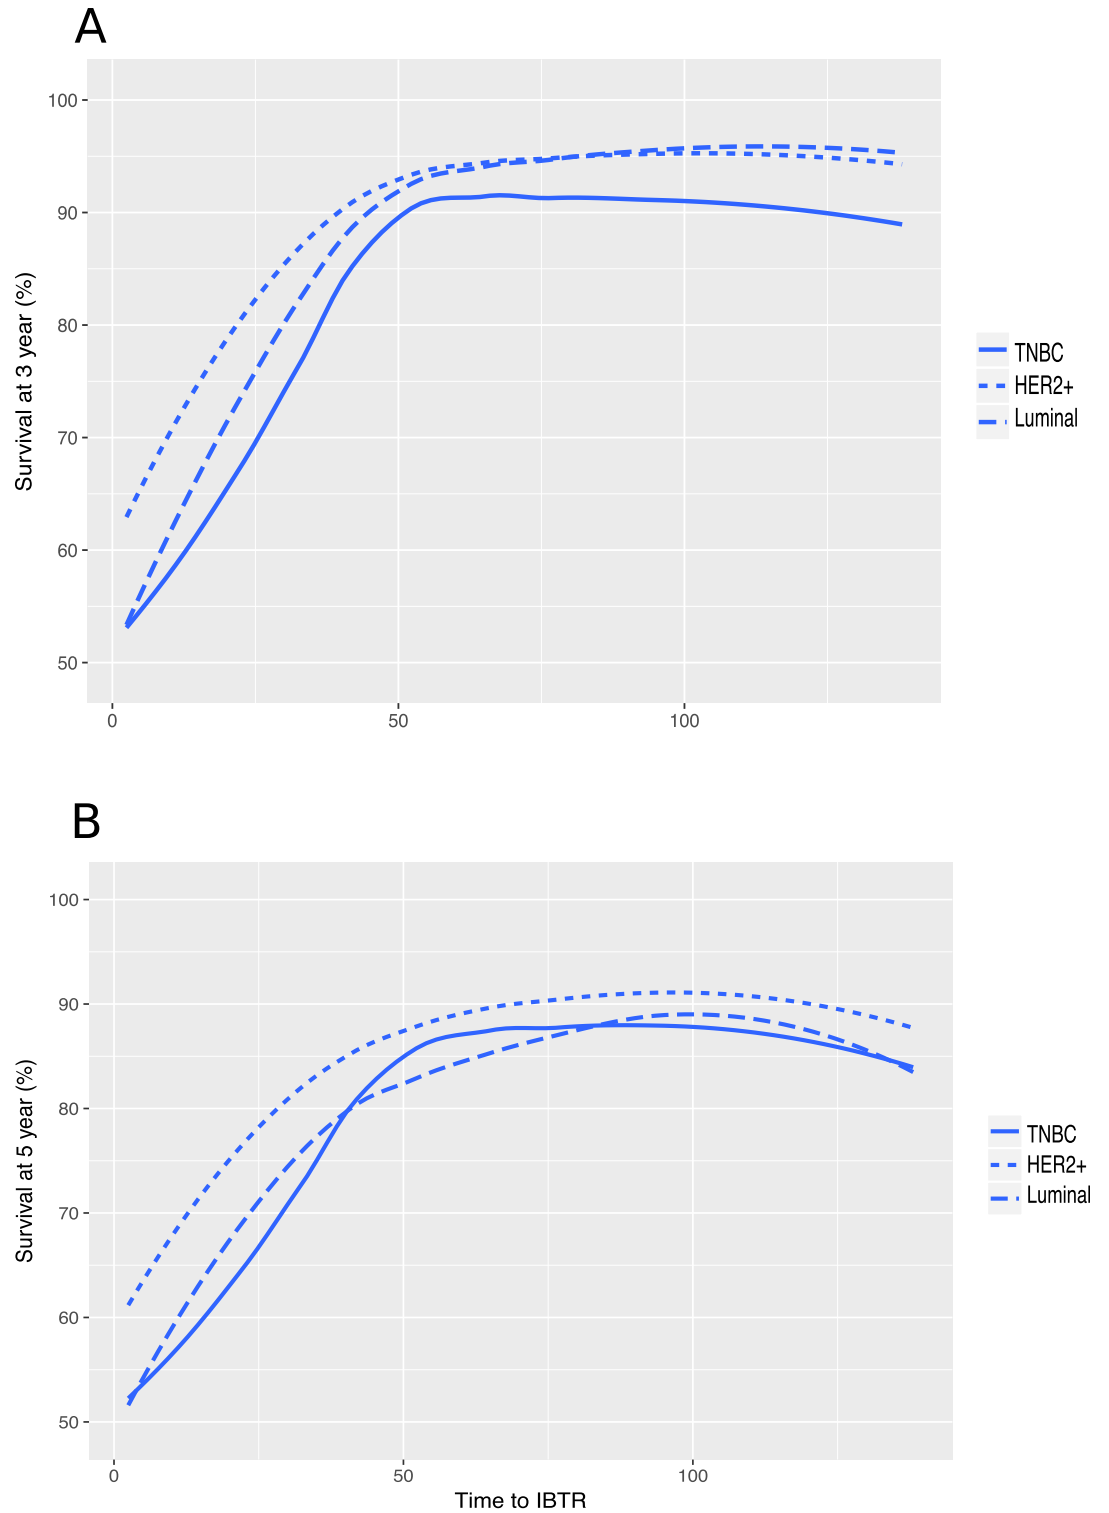 A
100
90
80
70
60
50
Survival at 3 year (%)
0 50 100
TNBC
HER2+
Luminal
B
100
90
80
70
60
50
Survival at 5 year (%)
0 50 100
Time to IBTR
TNBC
HER2+
Luminal